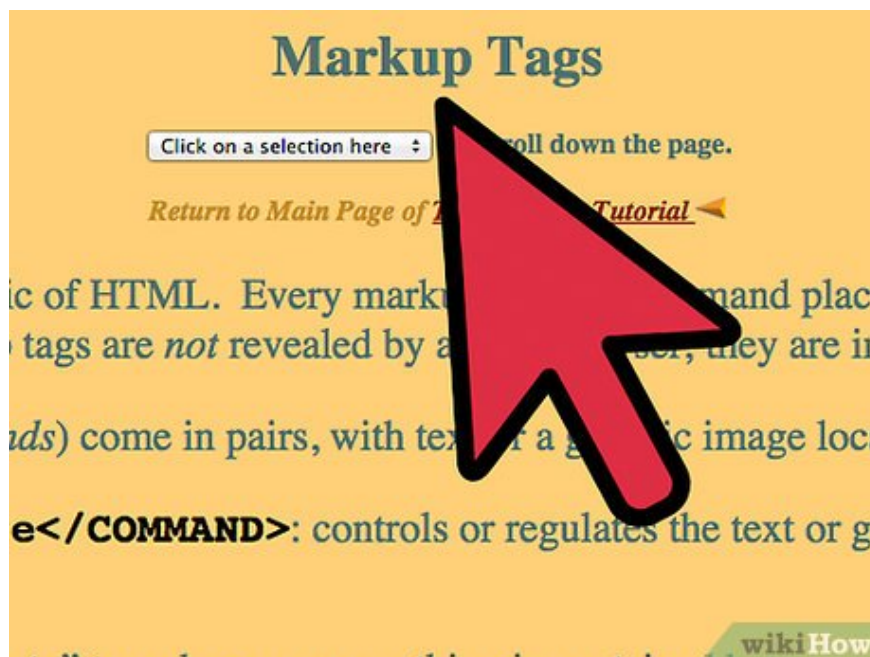 Markup Tags
Click on a selection here roll down the page.
Return to Main Page of Tutorial
ic of HTML. Every marku mand plac
tags are not revealed by a ser, they are in
nds) come in pairs, with tex r a g ic image loc
e</COMMAND>: controls or regulates the text or g
wikiHow